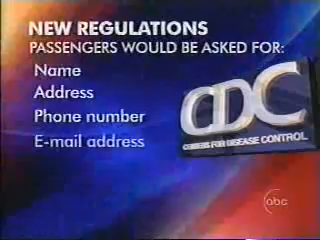 NEW REGULATIONS
PASSENGERS WOULD BE ASKED FOR:
Name
Address
Phone number
E-mail address
CDC
CENTERS FOR DISEASE CONTROL
abc